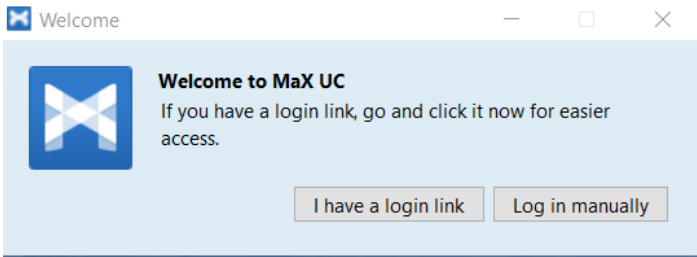 Welcome
Welcome to MaX UC
If you have a login link, go and click it now for easier
access.
I have a login link
Log in manually